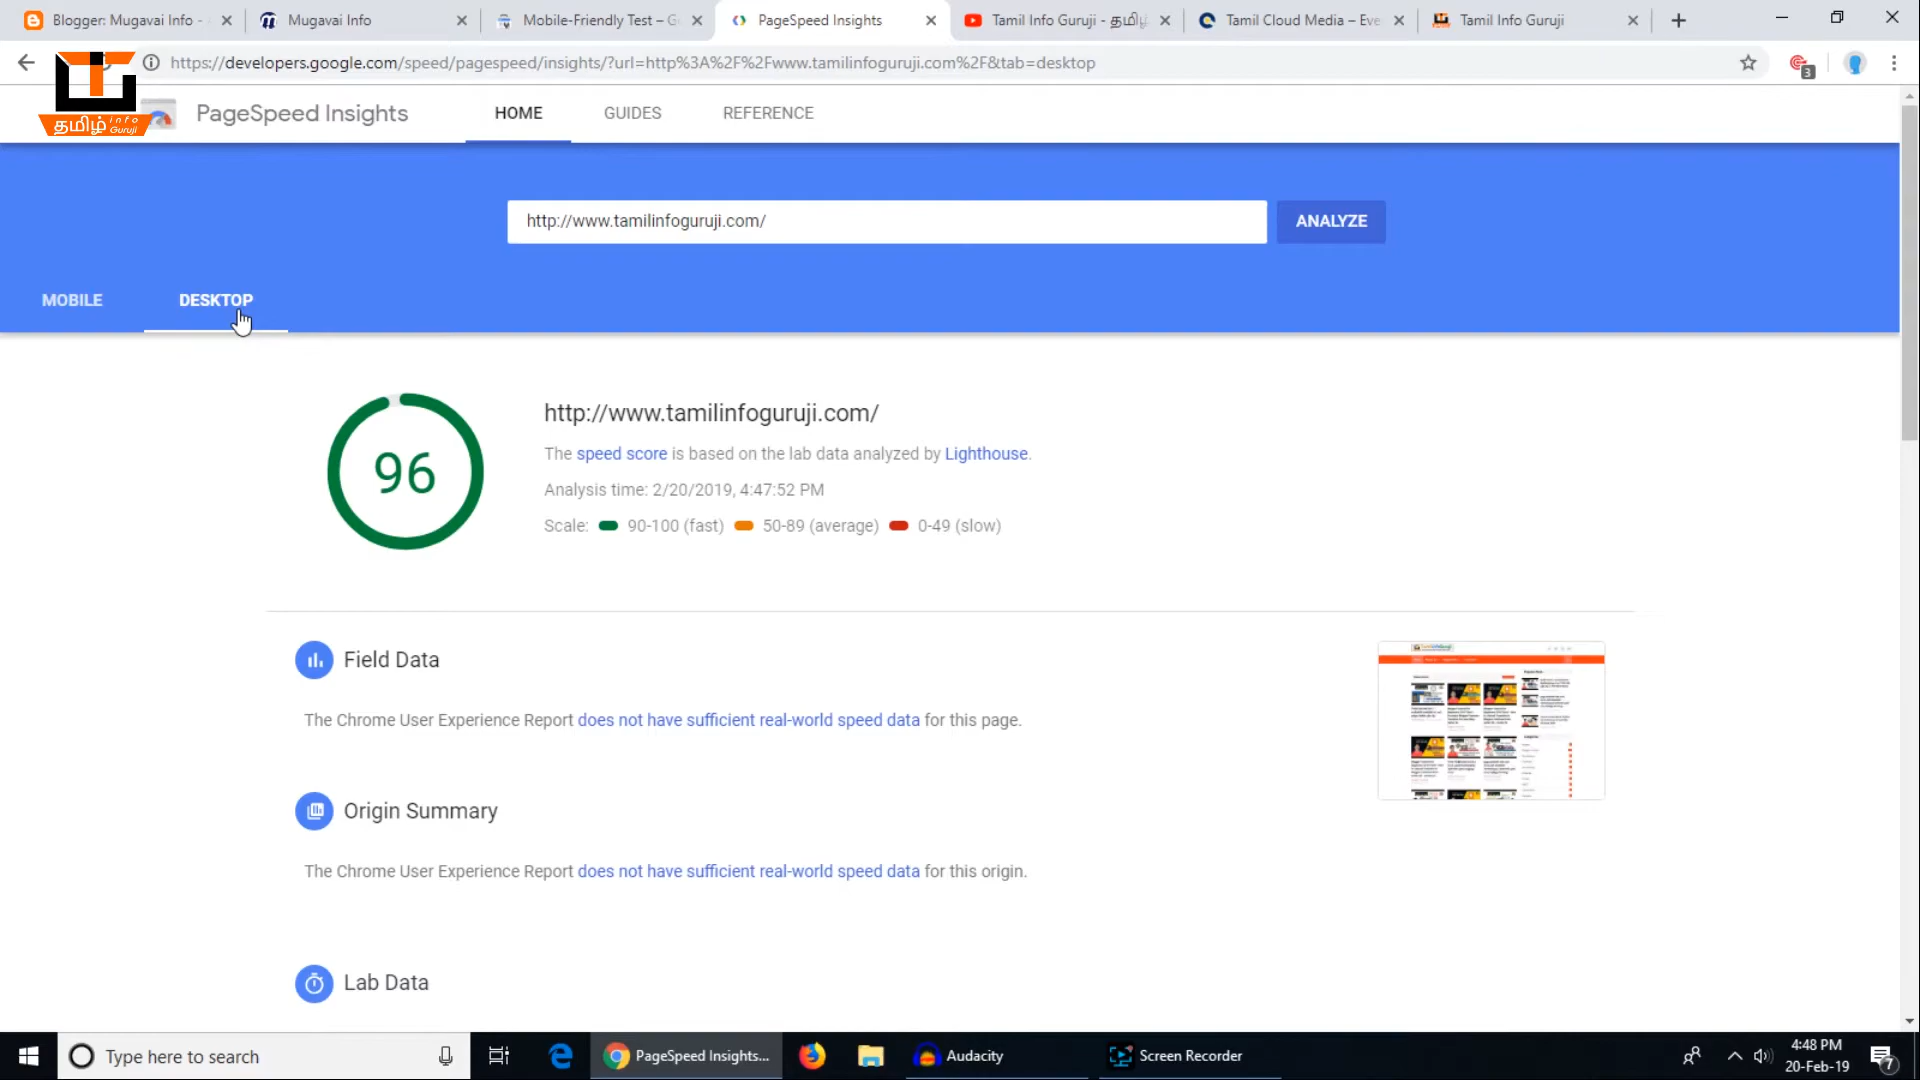 Blogger: Mugavai Info -
Mugavai Info
Mobile-Friendly Test – G
PageSpeed Insights
Tamil Info Guruji - தமிழ்
Tamil Cloud Media – Eve
Tamil Info Guruji
https://developers.google.com/speed/pagespeed/insights/?url=http%3A%2F%2Fwww.tamilinfoguruji.com%2F&tab=desktop
3
தமிழ் info Guruji
PageSpeed Insights
HOME
GUIDES
REFERENCE
http://www.tamilinfoguruji.com/
ANALYZE
MOBILE
DESKTOP
96
http://www.tamilinfoguruji.com/
The speed score is based on the lab data analyzed by Lighthouse.
Analysis time: 2/20/2019, 4:47:52 PM
Scale: 90-100 (fast) 50-89 (average) 0-49 (slow)
Field Data
The Chrome User Experience Report does not have sufficient real-world speed data for this page.
Origin Summary
The Chrome User Experience Report does not have sufficient real-world speed data for this origin.
Lab Data
Type here to search
PageSpeed Insights...
Audacity
Screen Recorder
4:48 PM
20-Feb-19
7